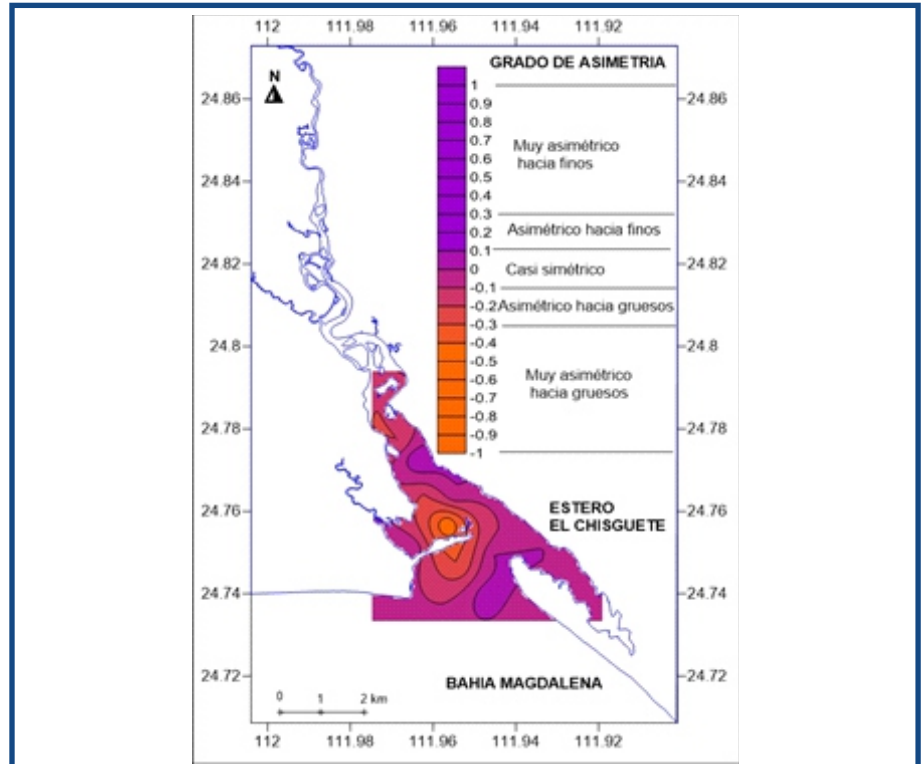 112 111.98 111.96 111.94 111.92
GRADO DE ASIMETRIA
N
24.86
24.84
24.82
24.8
24.78
24.76
24.74
24.72
1
0.9
0.8
0.7
0.6
0.5
0.4
0.3
0.2
0.1
0
-0.1
-0.2
-0.3
-0.4
-0.5
-0.6
-0.7
-0.8
-0.9
-1
Muy asimétrico
hacia finos
Asimétrico hacia finos
Casi simétrico
Asimétrico hacia gruesos
Muy asimétrico
hacia gruesos
24.86
24.84
24.82
24.8
24.78
24.76
24.74
24.72
ESTERO
EL CHISGUETE
BAHIA MAGDALENA
0 1 2 km
112 111.98 111.96 111.94 111.92